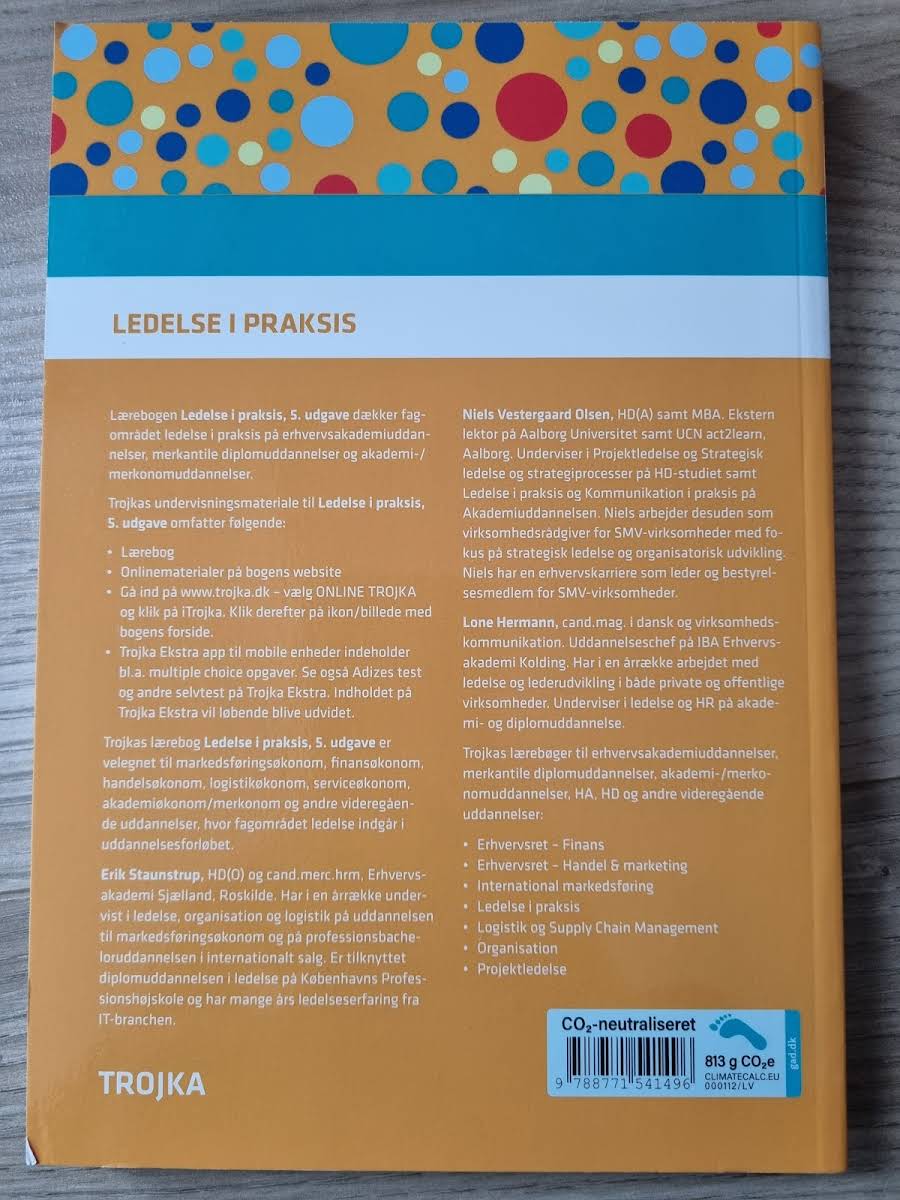 LEDELSE I PRAKSIS
Lærebogen Ledelse i praksis, 5. udgave dækker fag-
området ledelse i praksis på erhvervsakademiuddan-
nelser, merkantile diplomuddannelser og akademi-/
merkonomuddannelser.
Trojkas undervisningsmateriale til Ledelse i praksis,
5. udgave omfatter følgende:
• Lærebog
• Onlinematerialer på bogens website
• Gå ind på www.trojka.dk – vælg ONLINE TROJKA
og klik på iTrojka. Klik derefter på ikon/billede med
bogens forside.
• Trojka Ekstra app til mobile enheder indeholder
bl.a. multiple choice opgaver. Se også Adizes test
og andre selvtest på Trojka Ekstra. Indholdet på
Trojka Ekstra vil løbende blive udvidet.
Trojkas lærebog Ledelse i praksis, 5. udgave er
velegnet til markedsføringsøkonom, finansøkonom,
handelsøkonom, logistikøkonom, serviceøkonom,
akademiøkonom/merkonom og andre videregåen-
de uddannelser, hvor fagområdet ledelse indgår i
uddannelsesforløbet.
Erik Staunstrup, HD(O) og cand.merc.hrm, Erhvervs-
akademi Sjælland, Roskilde. Har i en årrække under-
vist i ledelse, organisation og logistik på uddannelsen
til markedsføringsøkonom og på professionsbache-
loruddannelsen i internationalt salg. Er tilknyttet
diplomuddannelsen i ledelse på Københavns Profes-
sionshøjskole og har mange års ledelseserfaring fra
IT-branchen.
TROJKA
Niels Vestergaard Olsen, HD(A) samt MBA. Ekstern
lektor på Aalborg Universitet samt UCN act2learn,
Aalborg. Underviser i Projektledelse og Strategisk
ledelse og strategiprocesser på HD-studiet samt
Ledelse i praksis og Kommunikation i praksis på
Akademiuddannelsen. Niels arbejder desuden som
virksomhedsrådgiver for SMV-virksomheder med fo-
kus på strategisk ledelse og organisatorisk udvikling.
Niels har en erhvervskarriere som leder og bestyrel-
sesmedlem for SMV-virksomheder.
Lone Hermann, cand.mag. i dansk og virksomheds-
kommunikation. Uddannelseschef på IBA Erhvervs-
akademi Kolding. Har i en årrække arbejdet med
ledelse og lederudvikling i både private og offentlige
virksomheder. Underviser i ledelse og HR på akade-
mi- og diplomuddannelse.
Trojkas lærebøger til erhvervsakademiuddannelser,
merkantile diplomuddannelser, akademi-/merko-
nomuddannelser, HA, HD og andre videregående
uddannelser:
• Erhvervsret – Finans
• Erhvervsret – Handel & marketing
• International markedsføring
• Ledelse i praksis
• Logistik og Supply Chain Management
• Organisation
• Projektledelse
CO₂-neutraliseret
9 788771 541496
813 g CO₂e
CLIMATECALC.EU
000112/LV
gad.dk